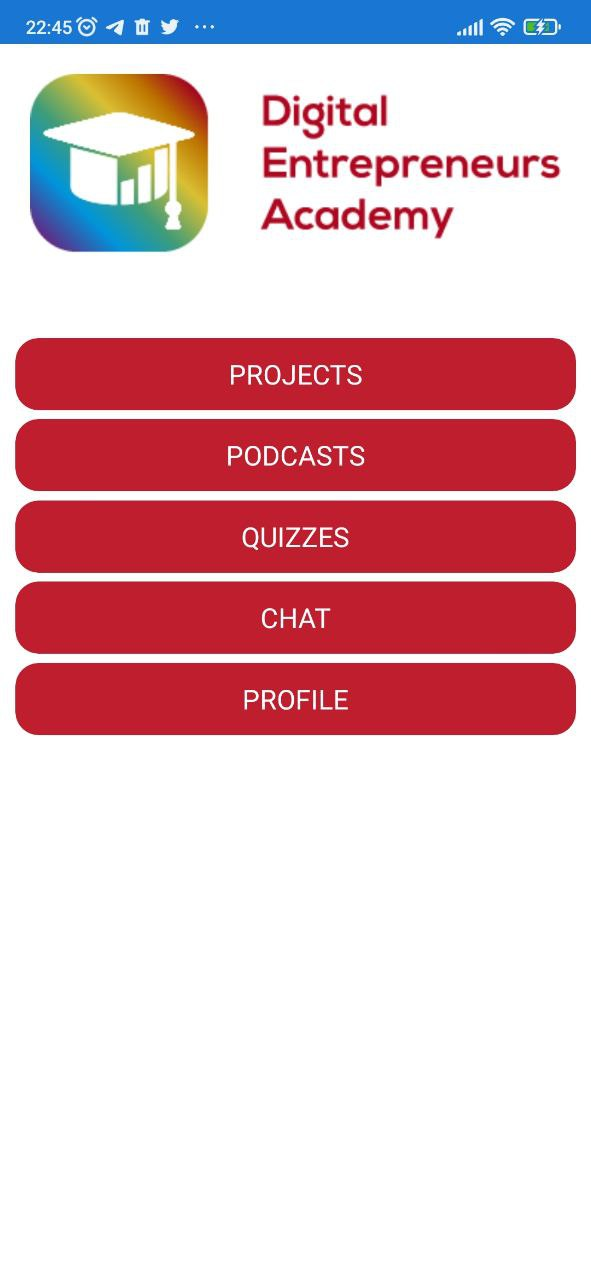 22:45
Digital
Entrepreneurs
Academy
PROJECTS
PODCASTS
QUIZZES
CHAT
PROFILE